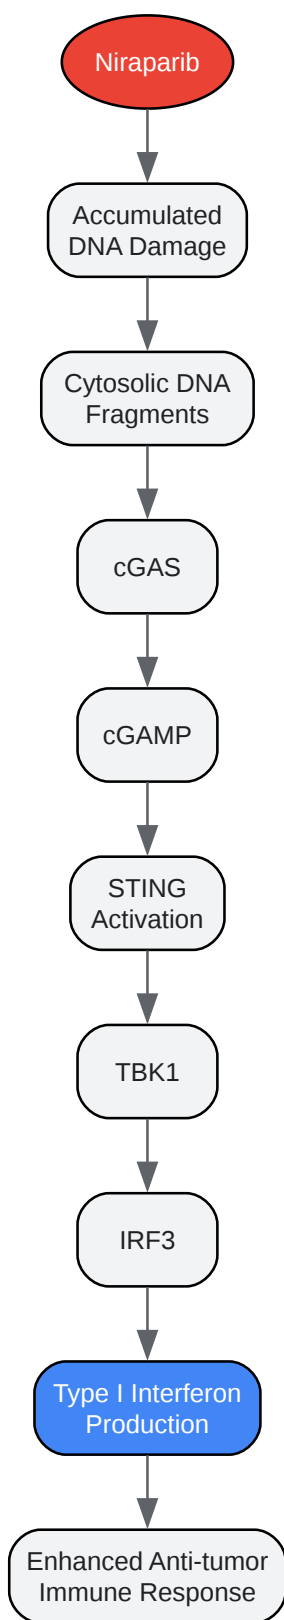 Niraparib
Accumulated
DNA Damage
Cytosolic DNA
Fragments
cGAS
cGAMP
STING
Activation
TBK1
IRF3
Type I Interferon
Production
Enhanced Anti-tumor
Immune Response